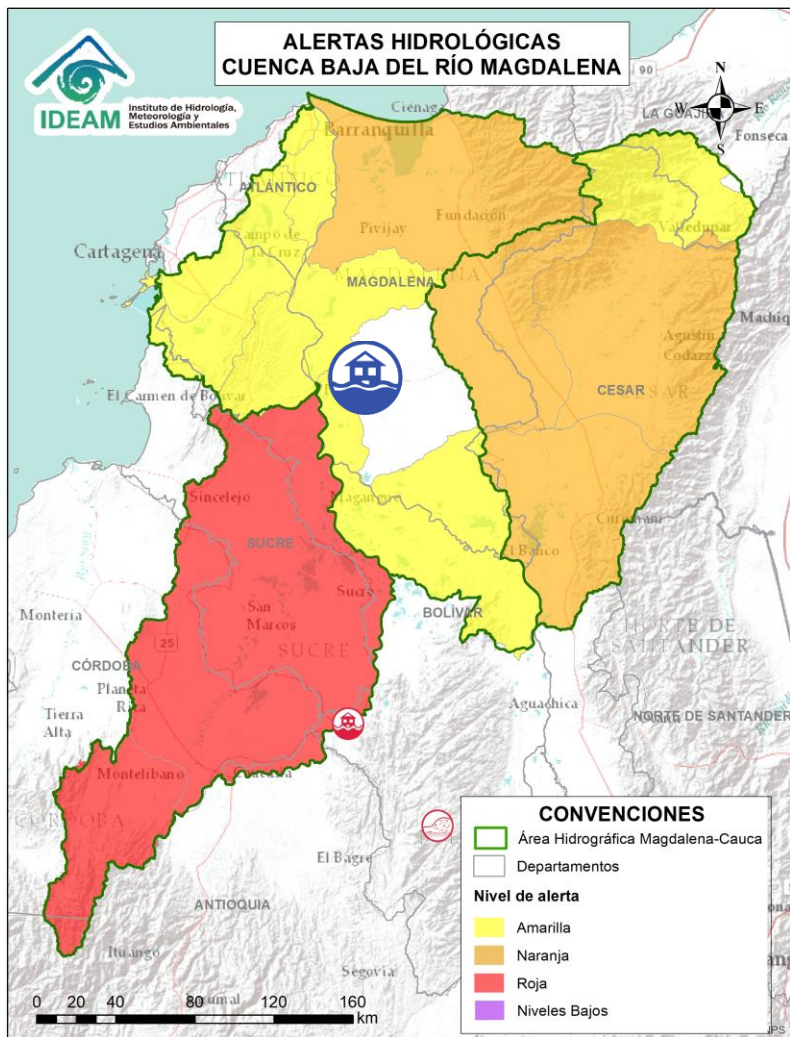 ALERTAS HIDROLÓGICAS
CUENCA BAJA DEL RÍO MAGDALENA
IDEAM
Instituto de Hidrología,
Meteorología y
Estudios Ambientales
N
W
E
S
90
Ciénaga
LA GUAJIRA
Fonseca
Barranquilla
ATLÁNTICO
Pivijay
Fundación
Valledupar
Cartagena
Campo de
la Cruz
MAGDALENA
MAGDALENA
Machiq
Agustín
Codazzi
CESAR
El Carmen de Bolívar
Sincelejo
Magangué
SUCRE
El Banco
Sucre
BOLÍVAR
San
Marcos
Montería
NORTE DE
SANTANDER
25
SUCRE
CÓRDOBA
Planeta
Rica
Aguachica
Tierra
Alta
NORTE DE SANTANDER
Montelíbano
CÓRDOBA
El Bagre
ANTIOQUIA
Ituango
Segovia
CONVENCIONES
Área Hidrográfica Magdalena-Cauca
Departamentos
Nivel de alerta
Amarilla
Naranja
Roja
Niveles Bajos
0 20 40 80 120 160
km